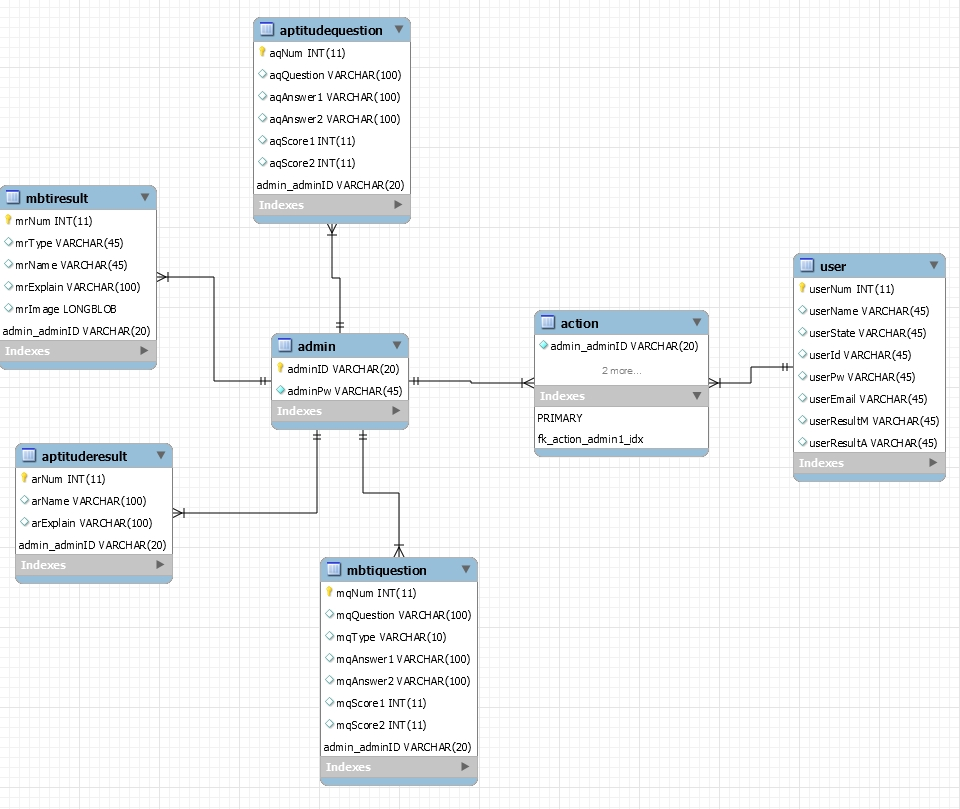 aptitudequestion
aqNum INT(11)
aqQuestion VARCHAR(100)
aqAnswer1 VARCHAR(100)
aqAnswer2 VARCHAR(100)
aqScore1 INT(11)
aqScore2 INT(11)
admin_adminID VARCHAR(20)
Indexes
mbtiresult
mrNum INT(11)
mrType VARCHAR(45)
mrName VARCHAR(45)
mrExplain VARCHAR(100)
mrImage LONGBLOB
admin_adminID VARCHAR(20)
Indexes
admin
adminID VARCHAR(20)
adminPw VARCHAR(45)
Indexes
action
admin_adminID VARCHAR(20)
2 more...
Indexes
PRIMARY
fk_action_admin1_idx
user
userNum INT(11)
userName VARCHAR(45)
userState VARCHAR(45)
userId VARCHAR(45)
userPw VARCHAR(45)
userEmail VARCHAR(45)
userResultM VARCHAR(45)
userResultA VARCHAR(45)
Indexes
aptituderesult
arNum INT(11)
arName VARCHAR(100)
arExplain VARCHAR(100)
admin_adminID VARCHAR(20)
Indexes
mbtiquestion
mqNum INT(11)
mqQuestion VARCHAR(100)
mqType VARCHAR(10)
mqAnswer1 VARCHAR(100)
mqAnswer2 VARCHAR(100)
mqScore1 INT(11)
mqScore2 INT(11)
admin_adminID VARCHAR(20)
Indexes